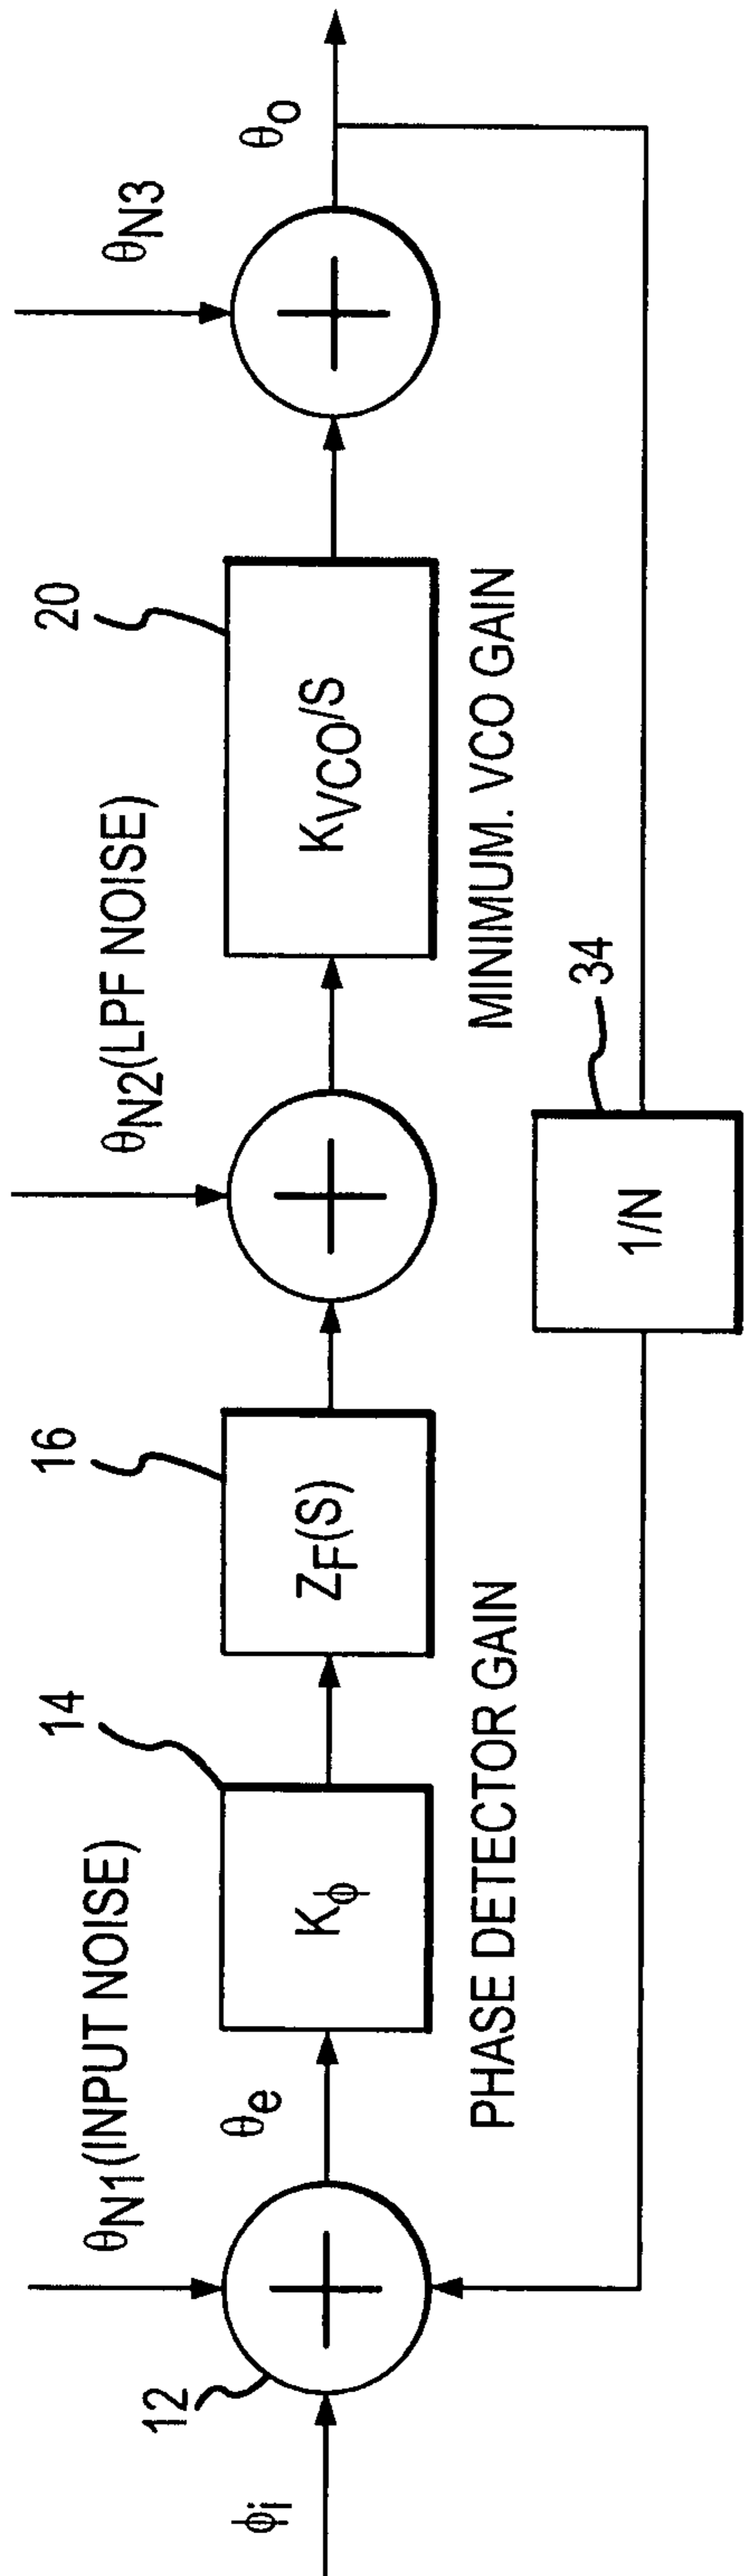 θN1(INPUT NOISE)
θN2(LPF NOISE)
θN3
14
16
20
12
ϕi
θe
Kϕ
ZF(S)
KVCO/S
θo
PHASE DETECTOR GAIN
MINIMUM. VCO GAIN
34
1/N